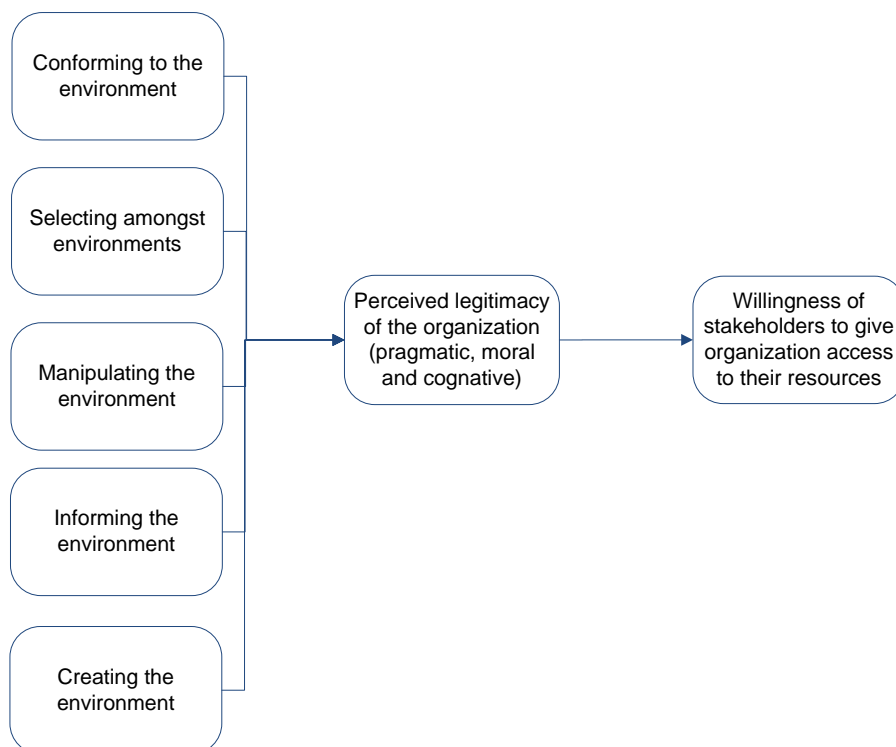 Conforming to the
environment
Selecting amongst
environments
Manipulating the
environment
Informing the
environment
Creating the
environment
Perceived legitimacy
of the organization
(pragmatic, moral
and cognative)
Willingness of
stakeholders to give
organization access
to their resources